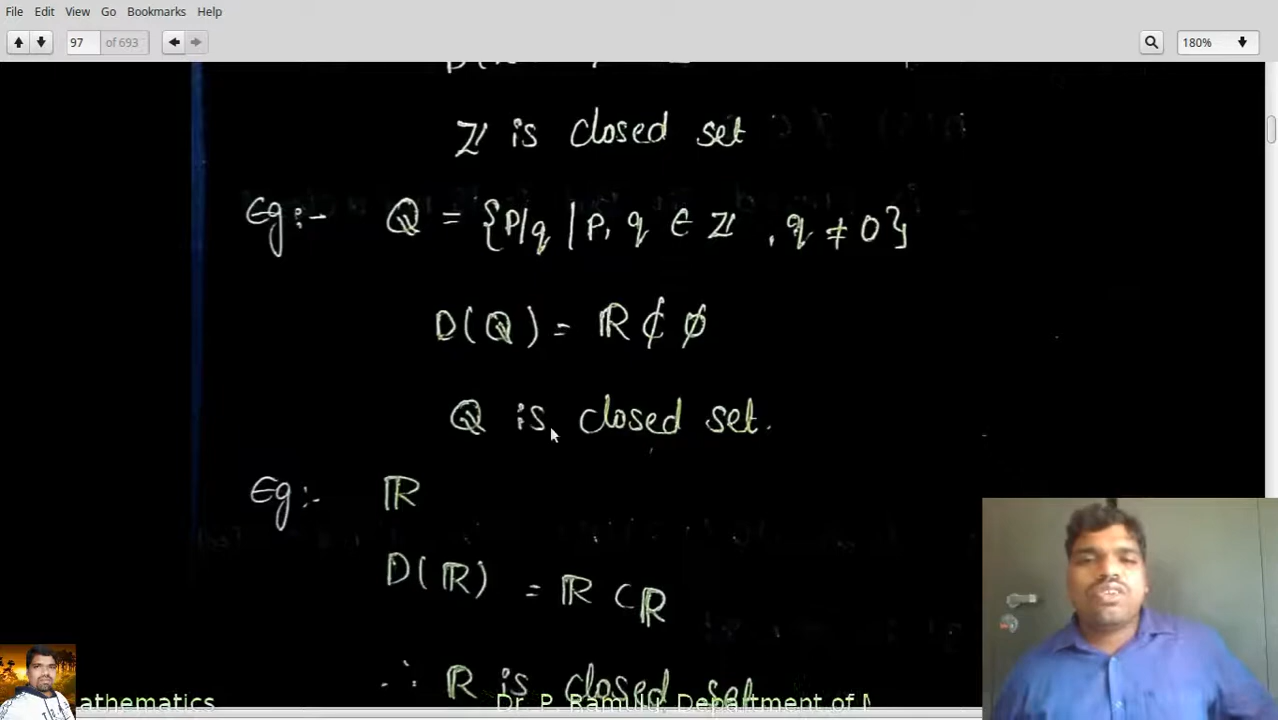 File Edit View Go Bookmarks Help
97 of 693 180%
ℤ is closed set
Eg:- Q = {P/q | P, q ∈ ℤ , q ≠ 0}
D(Q) = ℝ ⊄ φ
Q is closed set.
Eg:- ℝ
D(ℝ) = ℝ ⊂ ℝ
∴ ℝ is closed set
athematics Dr. P. Department of